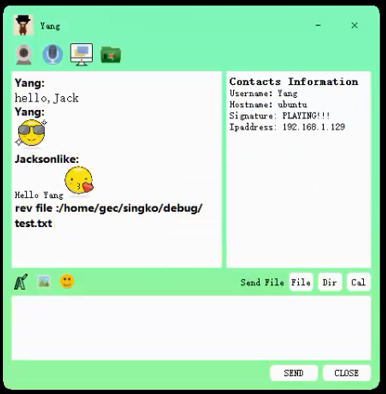 Yang
Yang:
hello,Jack
Yang:
Jacksonlike:
Hello Yang
rev file :/home/gec/singko/debug/
test.txt
Contacts Information
Username: Yang
Hostname: ubuntu
Signature: PLAYING!!!
Ipaddress: 192.168.1.129
Send File File Dir Cal
SEND CLOSE